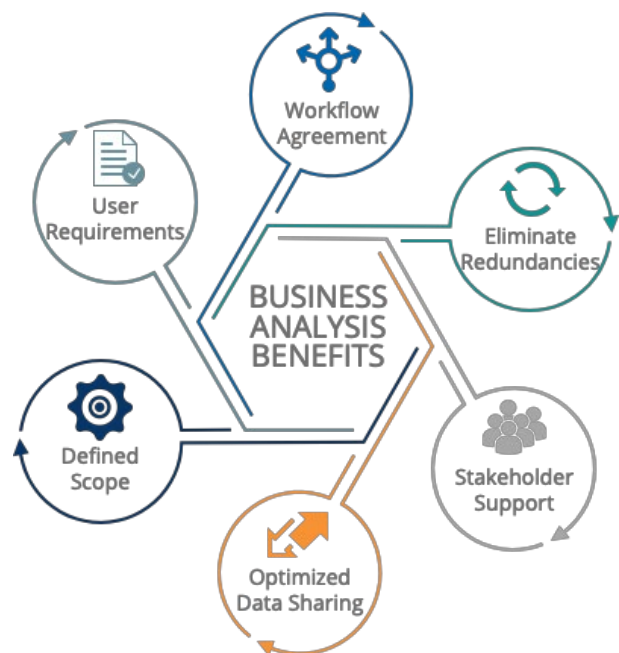 Workflow
Agreement
User
Requirements
Eliminate
Redundancies
BUSINESS
ANALYSIS
BENEFITS
Defined
Scope
Stakeholder
Support
Optimized
Data Sharing